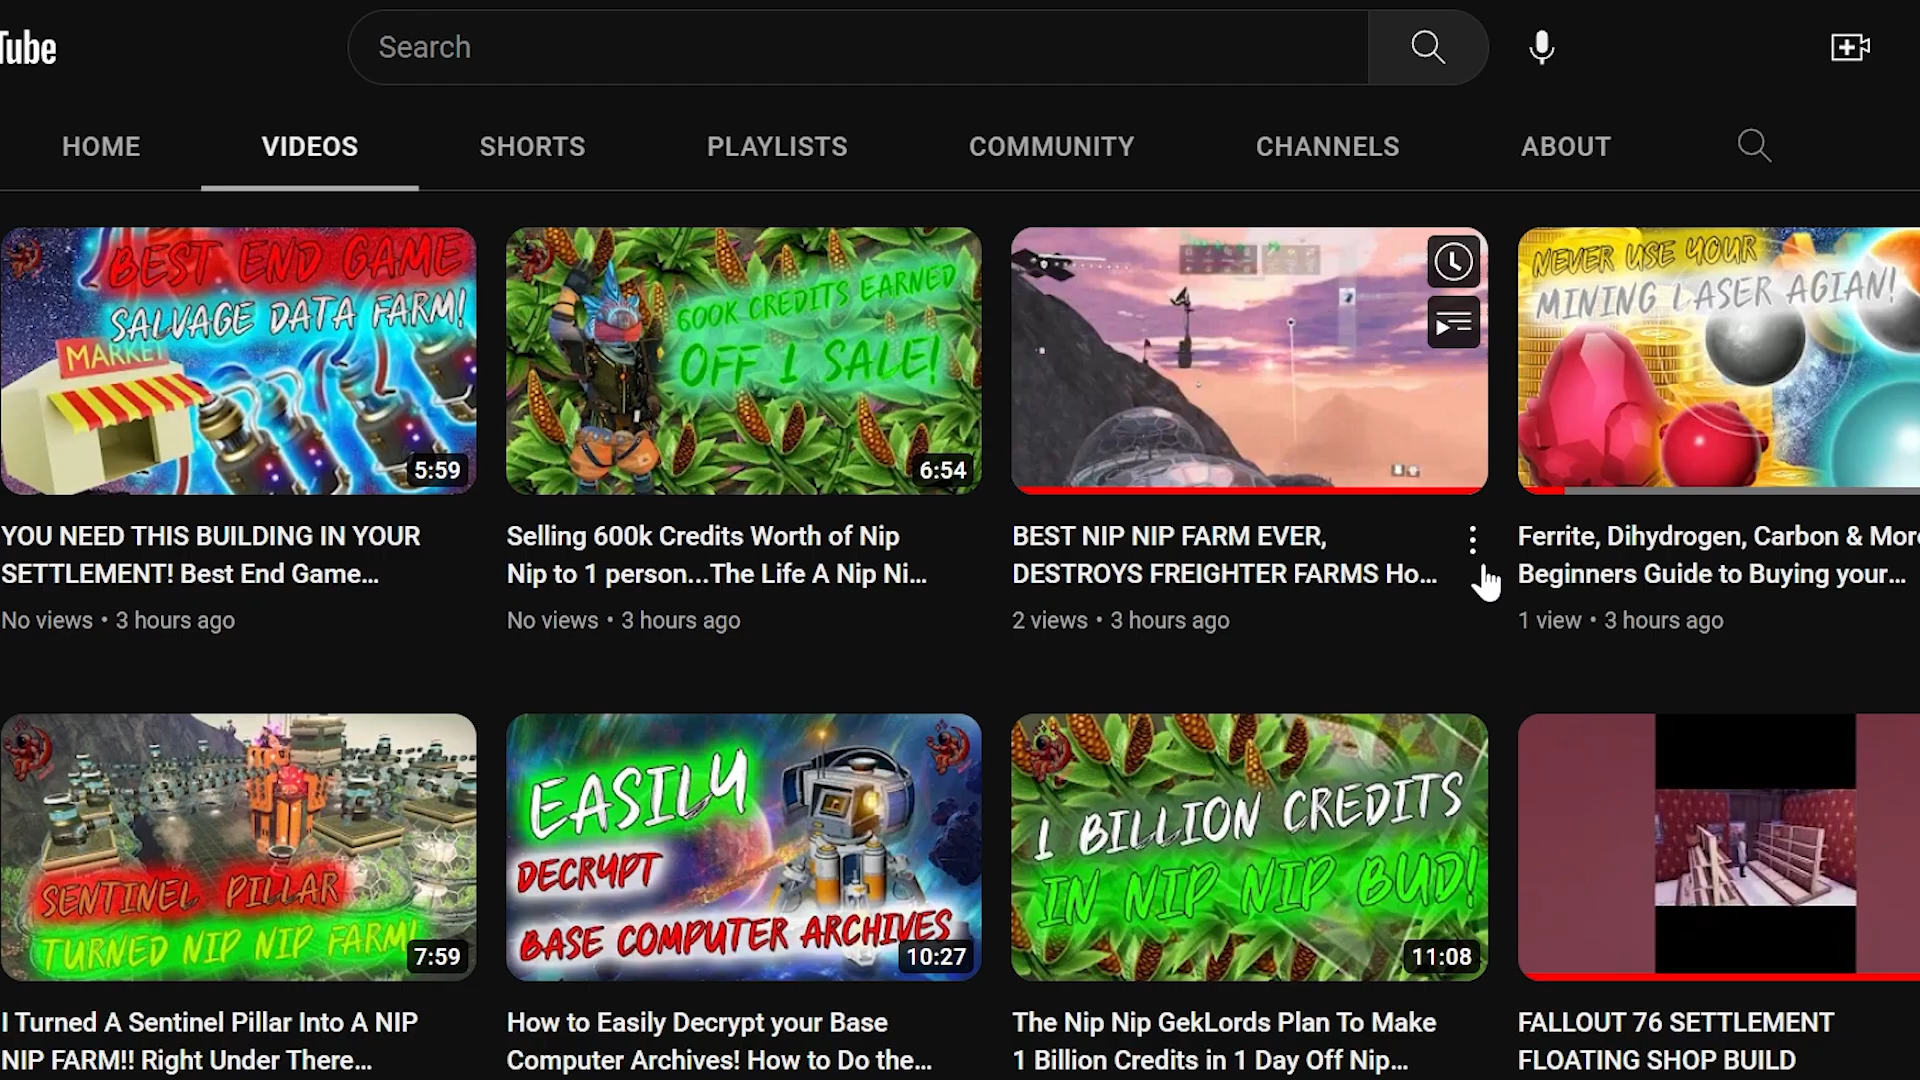 Tube
Search
HOME
VIDEOS
SHORTS
PLAYLISTS
COMMUNITY
CHANNELS
ABOUT
BEST END GAME
SALVAGE DATA FARM!
MARKET
5:59
600K CREDITS EARNED
OFF 1 SALE!
6:54
NEVER USE YOUR
MINING LASER AGIAN!
YOU NEED THIS BUILDING IN YOUR
SETTLEMENT! Best End Game...
No views • 3 hours ago
Selling 600k Credits Worth of Nip
Nip to 1 person...The Life A Nip Ni...
No views • 3 hours ago
BEST NIP NIP FARM EVER,
DESTROYS FREIGHTER FARMS Ho...
2 views • 3 hours ago
Ferrite, Dihydrogen, Carbon & More
Beginners Guide to Buying your...
1 view • 3 hours ago
SENTINEL PILLAR
TURNED NIP NIP FARM!
7:59
EASILY
DECRYPT
BASE COMPUTER ARCHIVES
10:27
1 BILLION CREDITS
IN NIP NIP BUD!
11:08
I Turned A Sentinel Pillar Into A NIP
NIP FARM!! Right Under There...
How to Easily Decrypt your Base
Computer Archives! How to Do the...
The Nip Nip GekLords Plan To Make
1 Billion Credits in 1 Day Off Nip...
FALLOUT 76 SETTLEMENT
FLOATING SHOP BUILD